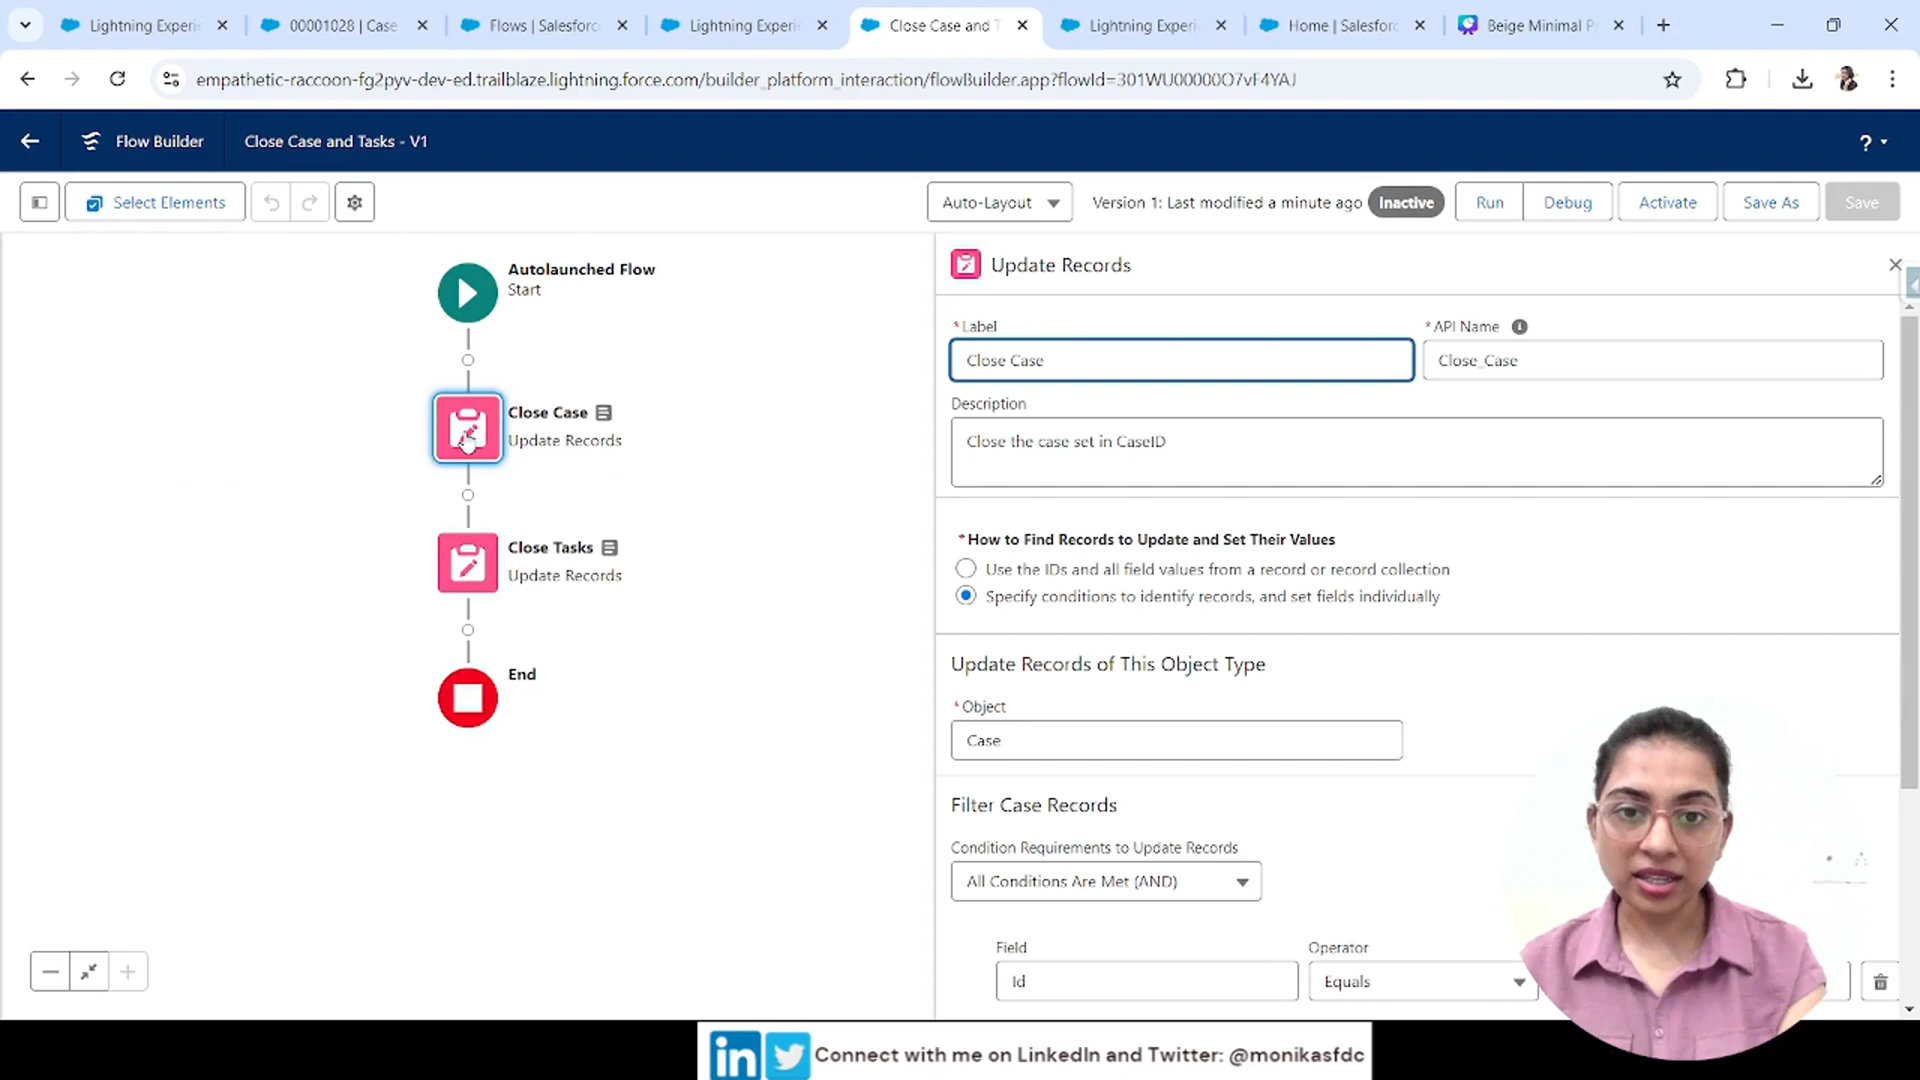 Lightning Experie
00001028 | Case
Flows | Salesforc
Lightning Experie
Close Case and T
Lightning Experie
Home | Salesforc
Beige Minimal P
empathetic-raccoon-fg2pyv-dev-ed.trailblaze.lightning.force.com/builder_platform_interaction/flowBuilder.app?flowId=301WU00000O7vF4YAJ
Flow Builder
Close Case and Tasks - V1
?
Select Elements
Auto-Layout
Version 1: Last modified a minute ago
Inactive
Run
Debug
Activate
Save As
Save
Autolaunched Flow
Start
Close Case
Update Records
Close Tasks
Update Records
End
Update Records
*Label
Close Case
*API Name
Close_Case
Description
Close the case set in CaseID
*How to Find Records to Update and Set Their Values
Use the IDs and all field values from a record or record collection
Specify conditions to identify records, and set fields individually
Update Records of This Object Type
*Object
Case
Filter Case Records
Condition Requirements to Update Records
All Conditions Are Met (AND)
Field
Id
Operator
Equals
in Connect with me on LinkedIn and Twitter: @monikasfdc